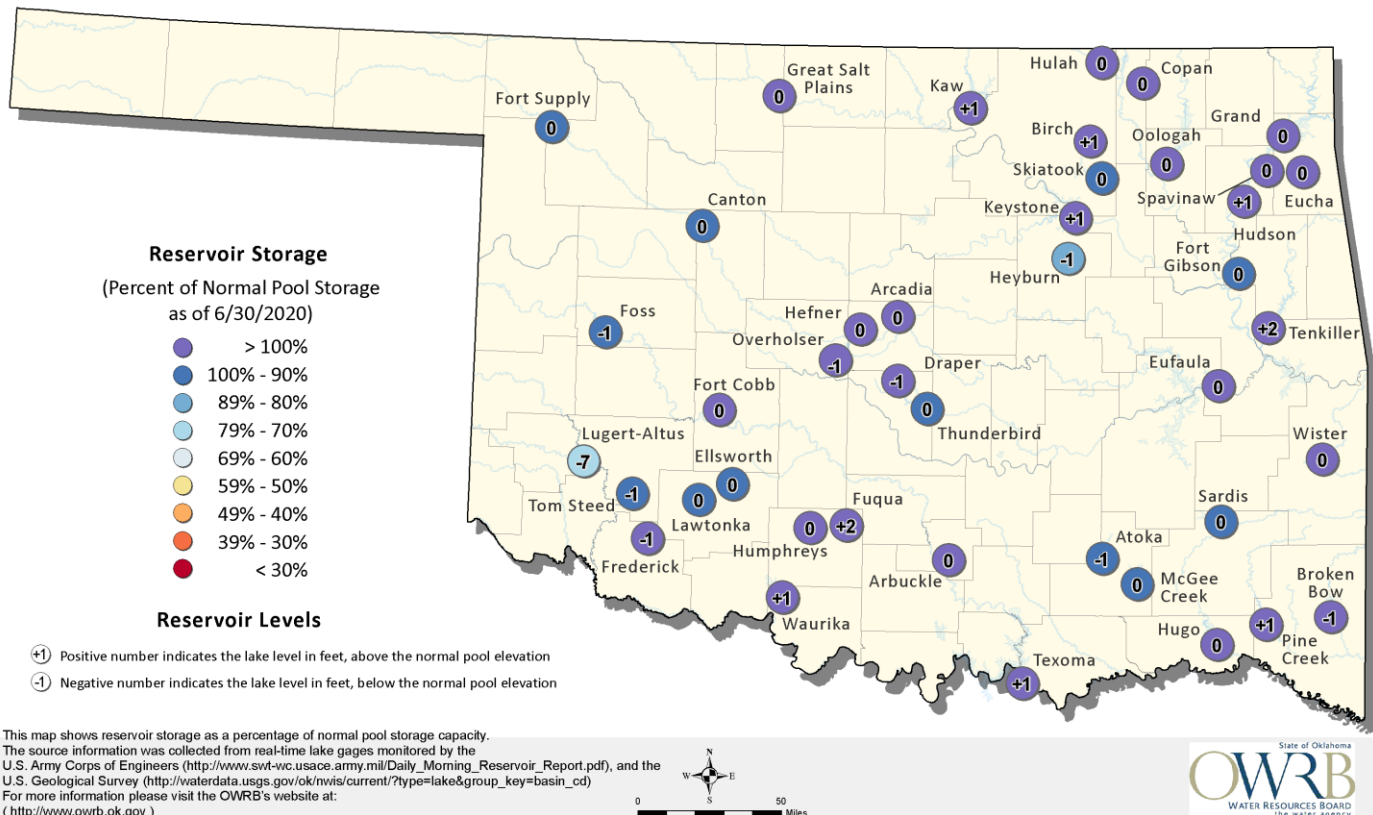 Hulah
0
Copan
0
Great Salt
Plains
0
Kaw
+1
Fort Supply
0
Grand
0
Birch
+1
Oologah
0
Skiatook
0
0
0
Spavinaw
Eucha
Canton
0
Keystone
+1
+1
Hudson
Heyburn
-1
Fort
Gibson
0
Reservoir Storage
(Percent of Normal Pool Storage
as of 6/30/2020)
> 100%
100% - 90%
89% - 80%
79% - 70%
69% - 60%
59% - 50%
49% - 40%
39% - 30%
< 30%
Foss
-1
Arcadia
0
Hefner
0
Overholser
-1
Tenkiller
+2
Draper
-1
Eufaula
0
Fort Cobb
0
Thunderbird
0
Lugert-Altus
-7
Wister
0
Ellsworth
0
Tom Steed
-1
Lawtonka
0
Fuqua
+2
Humphreys
0
Sardis
0
Frederick
-1
Arbuckle
0
Atoka
-1
McGee
Creek
0
Broken
Bow
-1
Waurika
+1
Hugo
0
Pine
Creek
+1
Texoma
+1
Reservoir Levels
+1 Positive number indicates the lake level in feet, above the normal pool elevation
-1 Negative number indicates the lake level in feet, below the normal pool elevation
This map shows reservoir storage as a percentage of normal pool storage capacity.
The source information was collected from real-time lake gages monitored by the
U.S. Army Corps of Engineers (http://www.swt-wc.usace.army.mil/Daily_Morning_Reservoir_Report.pdf), and the
U.S. Geological Survey (http://waterdata.usgs.gov/ok/nwis/current/?type=lake&group_key=basin_cd)
For more information please visit the OWRB's website at:
( http://www.owrb.ok.gov )
N
W E
S
0 50
Miles
State of Oklahoma
OWRB
WATER RESOURCES BOARD
the water agency